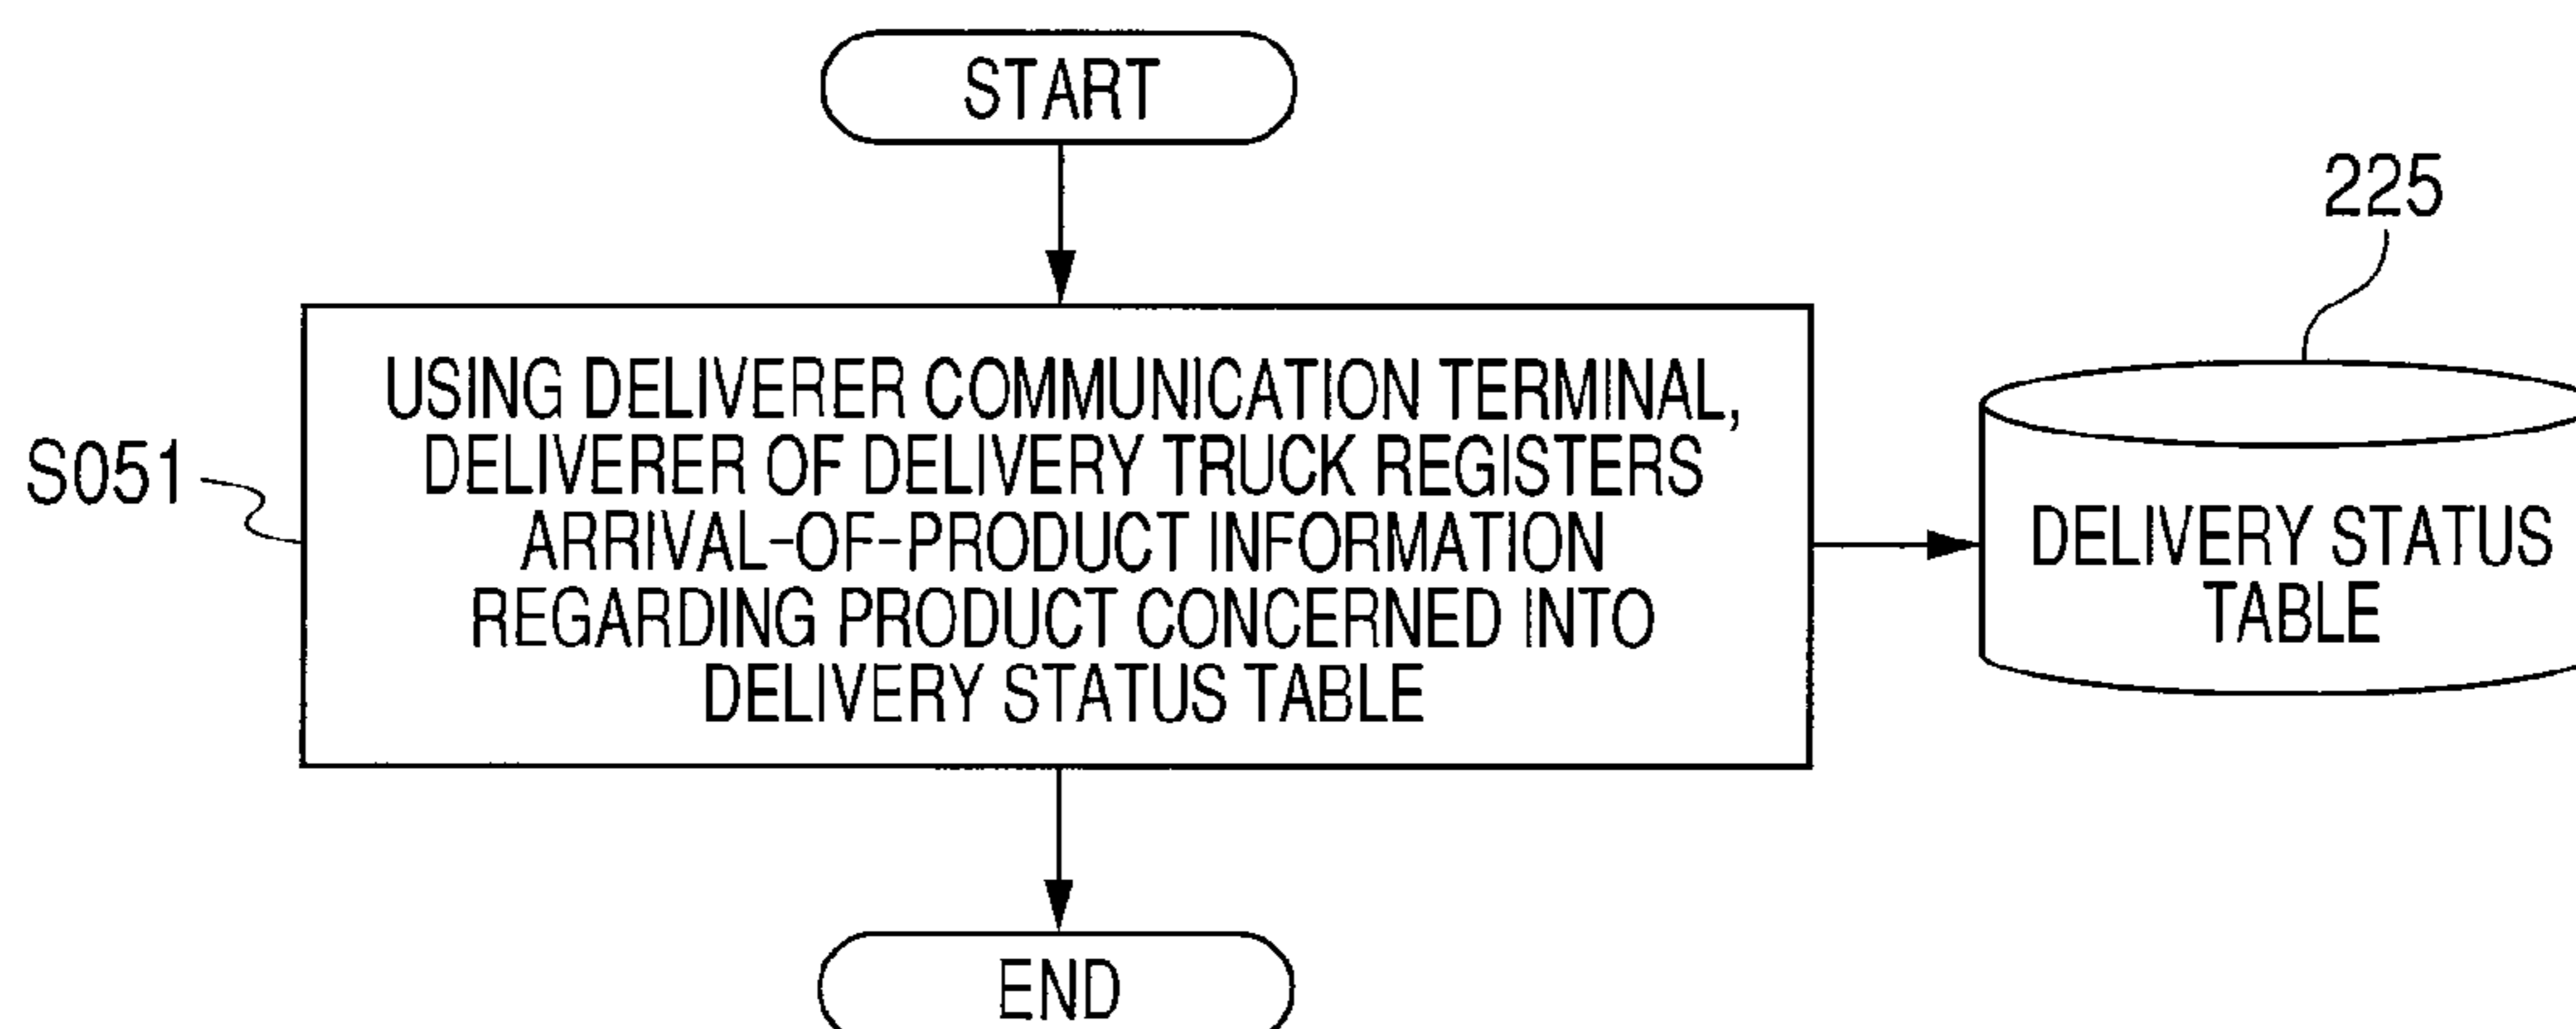 START
225
USING DELIVERER COMMUNICATION TERMINAL,
DELIVERER OF DELIVERY TRUCK REGISTERS
ARRIVAL-OF-PRODUCT INFORMATION
REGARDING PRODUCT CONCERNED INTO
DELIVERY STATUS TABLE
S051
DELIVERY STATUS
TABLE
END